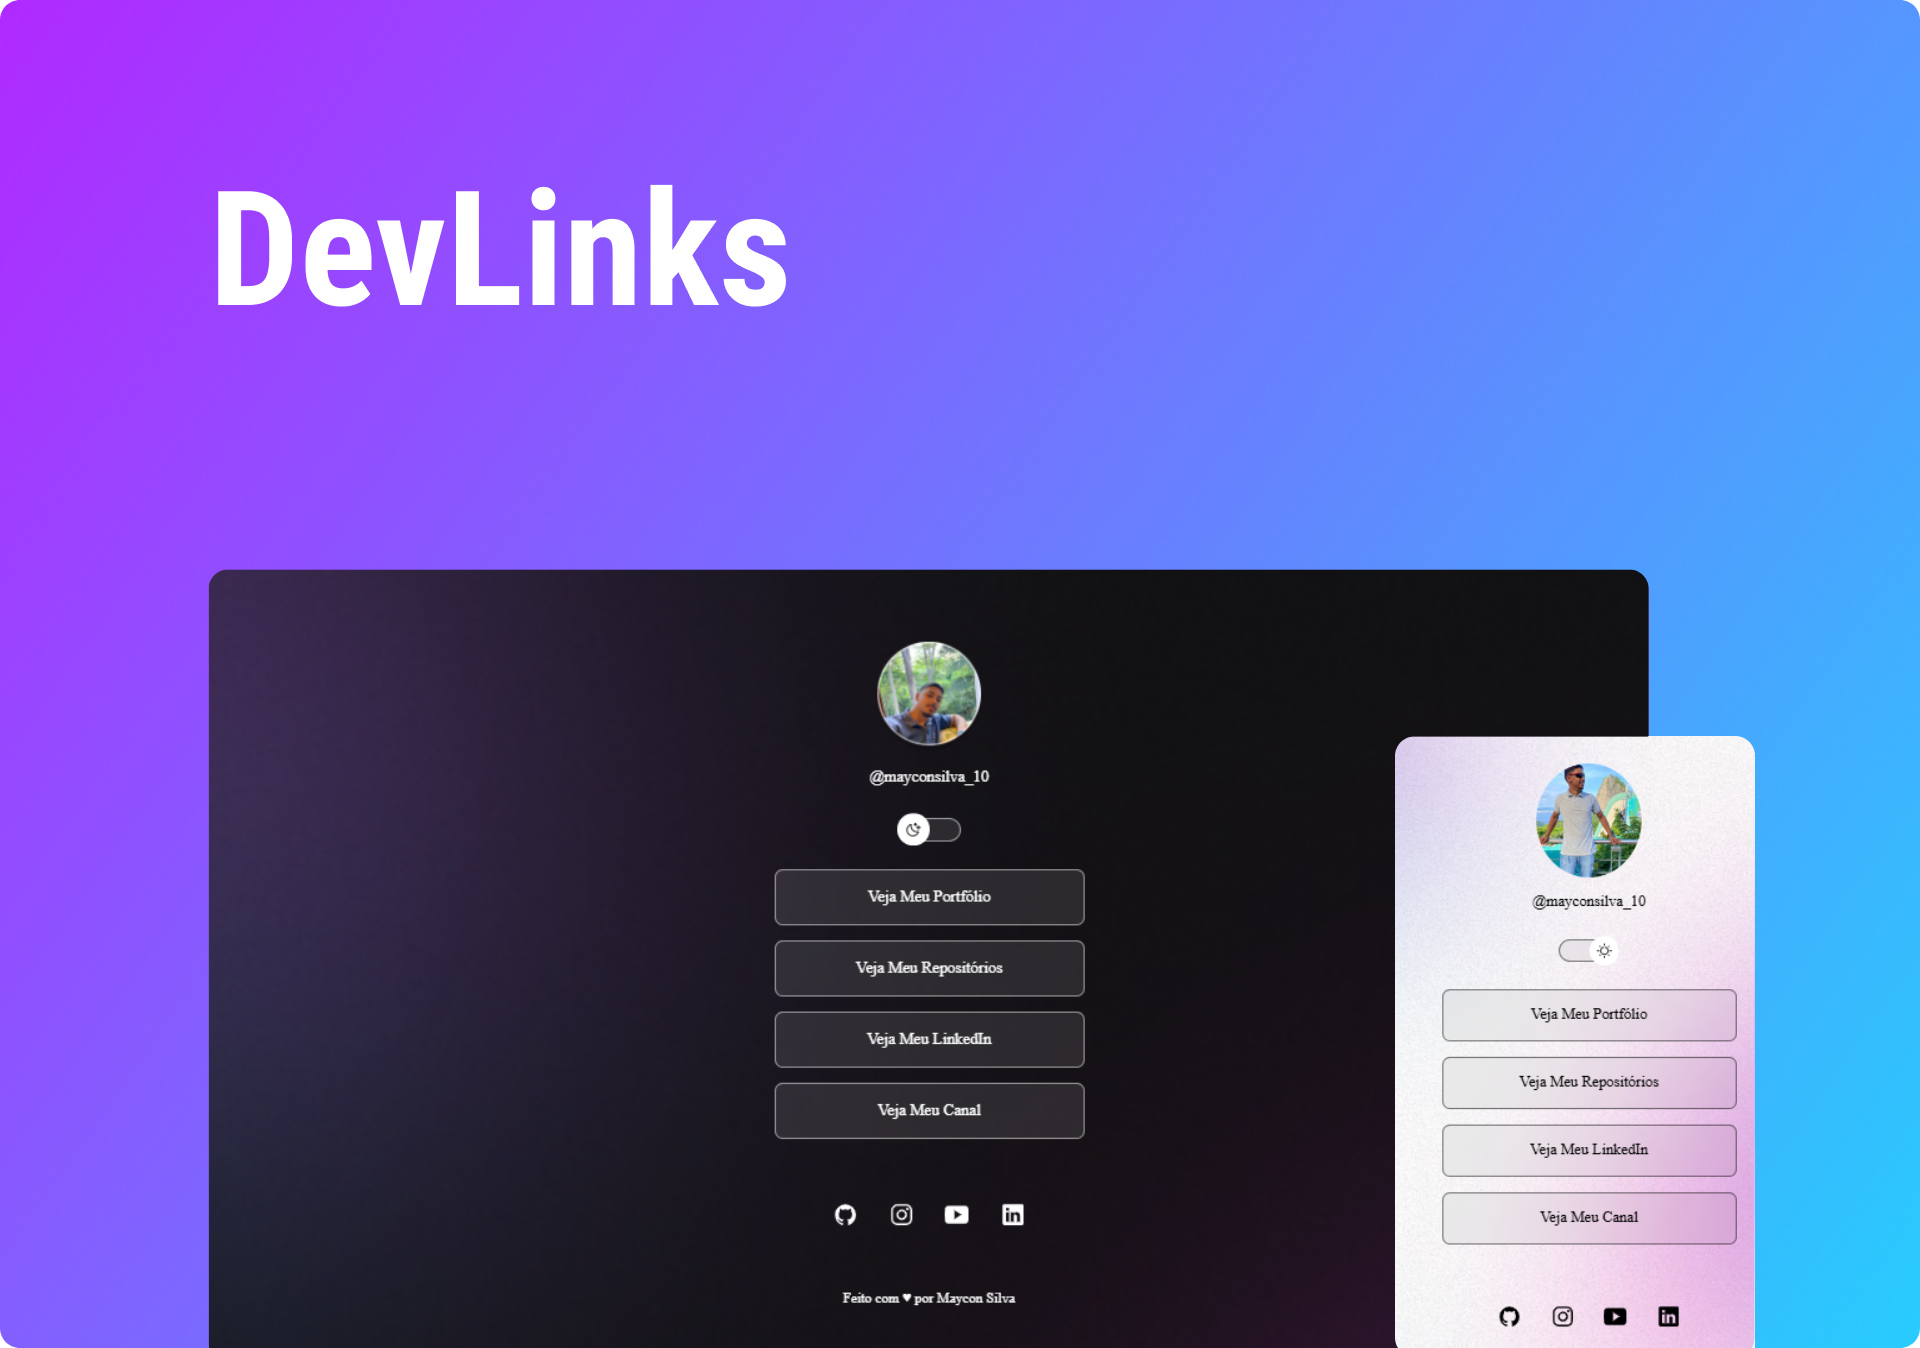 DevLinks
@mayconsilva_10
Veja Meu Portfólio
Veja Meu Repositórios
Veja Meu LinkedIn
Veja Meu Canal
Feito com ♥ por Maycon Silva
@mayconsilva_10
Veja Meu Portfólio
Veja Meu Repositórios
Veja Meu LinkedIn
Veja Meu Canal